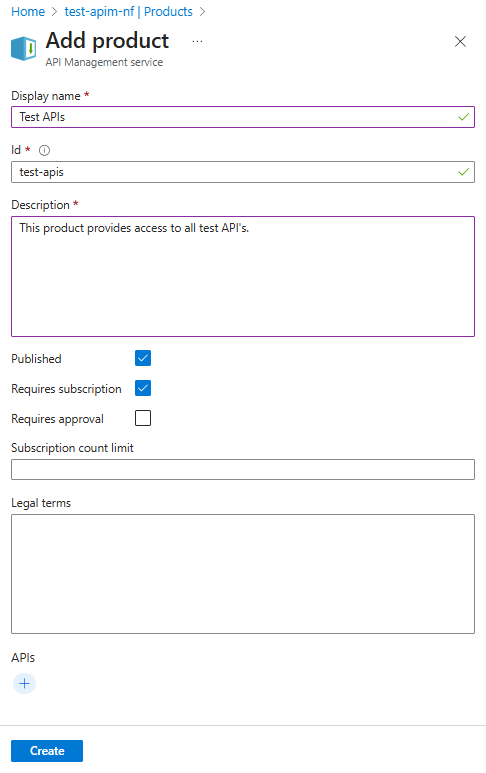 Home > test-apim-nf | Products >
Add product ...
API Management service
Display name *
Test APIs
Id *
test-apis
Description *
This product provides access to all test API's.
Published
Requires subscription
Requires approval
Subscription count limit
Legal terms
APIs
Create